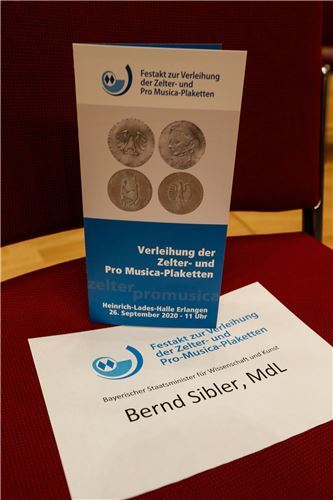 Festakt zur Verleihung
der Zelter- und
Pro Musica-Plaketten
Verleihung der
Zelter- und
Pro Musica-Plaketten
zelter promusica
Heinrich-Lades-Halle Erlangen
26. September 2020 - 11 Uhr
Festakt zur Verleihung
der Zelter- und
Pro-Musica-Plaketten
Bayerischer Staatsminister für Wissenschaft und Kunst
Bernd Sibler, MdL